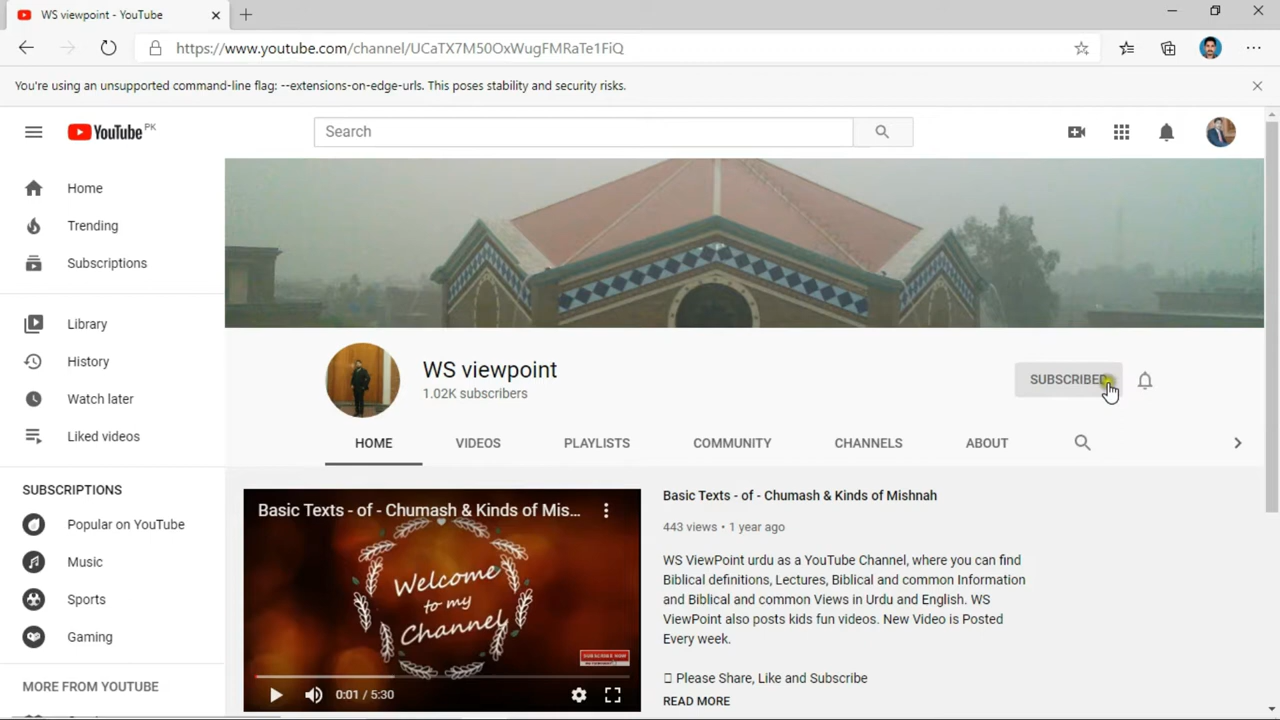 WS viewpoint - YouTube
https://www.youtube.com/channel/UCaTX7M50OxWugFMRaTe1FiQ
You're using an unsupported command-line flag: --extensions-on-edge-urls. This poses stability and security risks.
YouTube PK
Search
Home
Trending
Subscriptions
Library
History
Watch later
Liked videos
SUBSCRIPTIONS
Popular on YouTube
Music
Sports
Gaming
MORE FROM YOUTUBE
WS viewpoint
1.02K subscribers
SUBSCRIBED
HOME VIDEOS PLAYLISTS COMMUNITY CHANNELS ABOUT
Basic Texts - of - Chumash & Kinds of Mis...
Welcome
to my
Channel
SUBSCRIBE NOW
0:01 / 5:30
Basic Texts - of - Chumash & Kinds of Mishnah
443 views • 1 year ago
WS ViewPoint urdu as a YouTube Channel, where you can find
Biblical definitions, Lectures, Biblical and common Information
and Biblical and common Views in Urdu and English. WS
ViewPoint also posts kids fun videos. New Video is Posted
Every week.
Please Share, Like and Subscribe
READ MORE